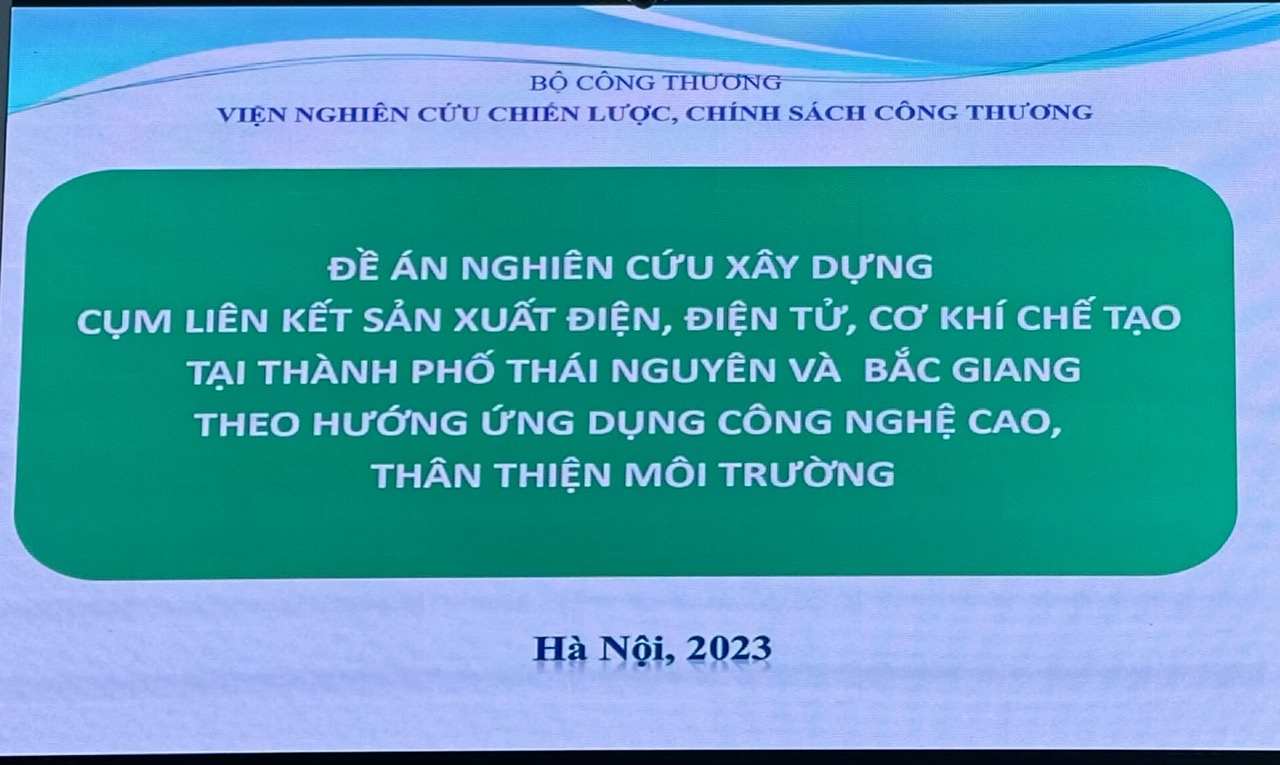 BỘ CÔNG THƯƠNG
VIỆN NGHIÊN CỨU CHIẾN LƯỢC, CHÍNH SÁCH CÔNG THƯƠNG
ĐỀ ÁN NGHIÊN CỨU XÂY DỰNG
CỤM LIÊN KẾT SẢN XUẤT ĐIỆN, ĐIỆN TỬ, CƠ KHÍ CHẾ TẠO
TẠI THÀNH PHỐ THÁI NGUYÊN VÀ BẮC GIANG
THEO HƯỚNG ỨNG DỤNG CÔNG NGHỆ CAO,
THÂN THIỆN MÔI TRƯỜNG
Hà Nội, 2023